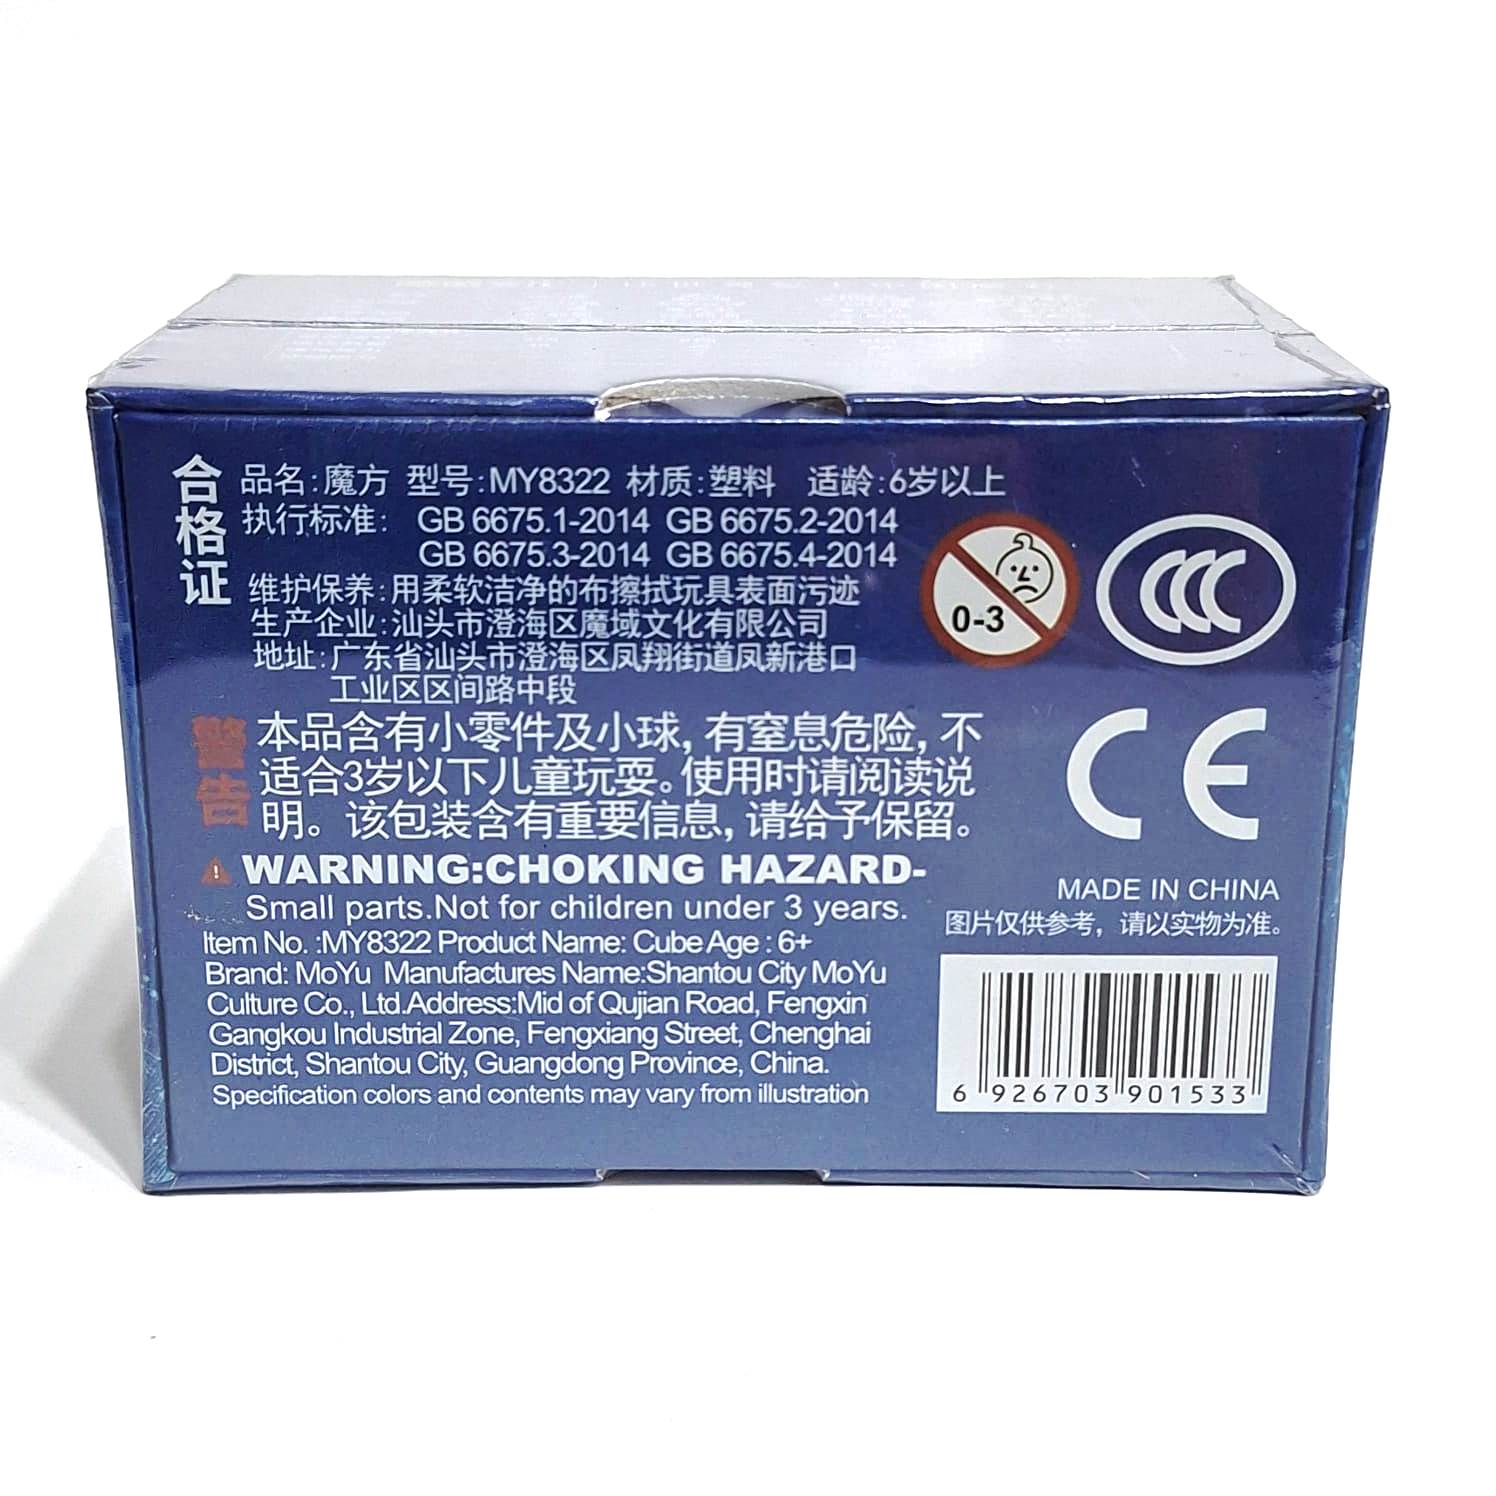 合格证
品名:魔方 型号:MY8322 材质:塑料 适龄:6岁以上
执行标准: GB 6675.1-2014 GB 6675.2-2014
GB 6675.3-2014 GB 6675.4-2014
维护保养:用柔软洁净的布擦拭玩具表面污迹
生产企业:汕头市澄海区魔域文化有限公司
地址:广东省汕头市澄海区凤翔街道凤新港口
工业区区间路中段
0-3
CCC
CE
警告
本品含有小零件及小球,有窒息危险,不
适合3岁以下儿童玩耍。使用时请阅读说
明。该包装含有重要信息,请给予保留。
! WARNING:CHOKING HAZARD-
Small parts.Not for children under 3 years.
Item No. :MY8322 Product Name: Cube Age : 6+
Brand: MoYu Manufactures Name:Shantou City MoYu
Culture Co., Ltd.Address:Mid of Qujian Road, Fengxin
Gangkou Industrial Zone, Fengxiang Street, Chenghai
District, Shantou City, Guangdong Province, China.
Specification colors and contents may vary from illustration
MADE IN CHINA
图片仅供参考，请以实物为准。
6 926703 901533